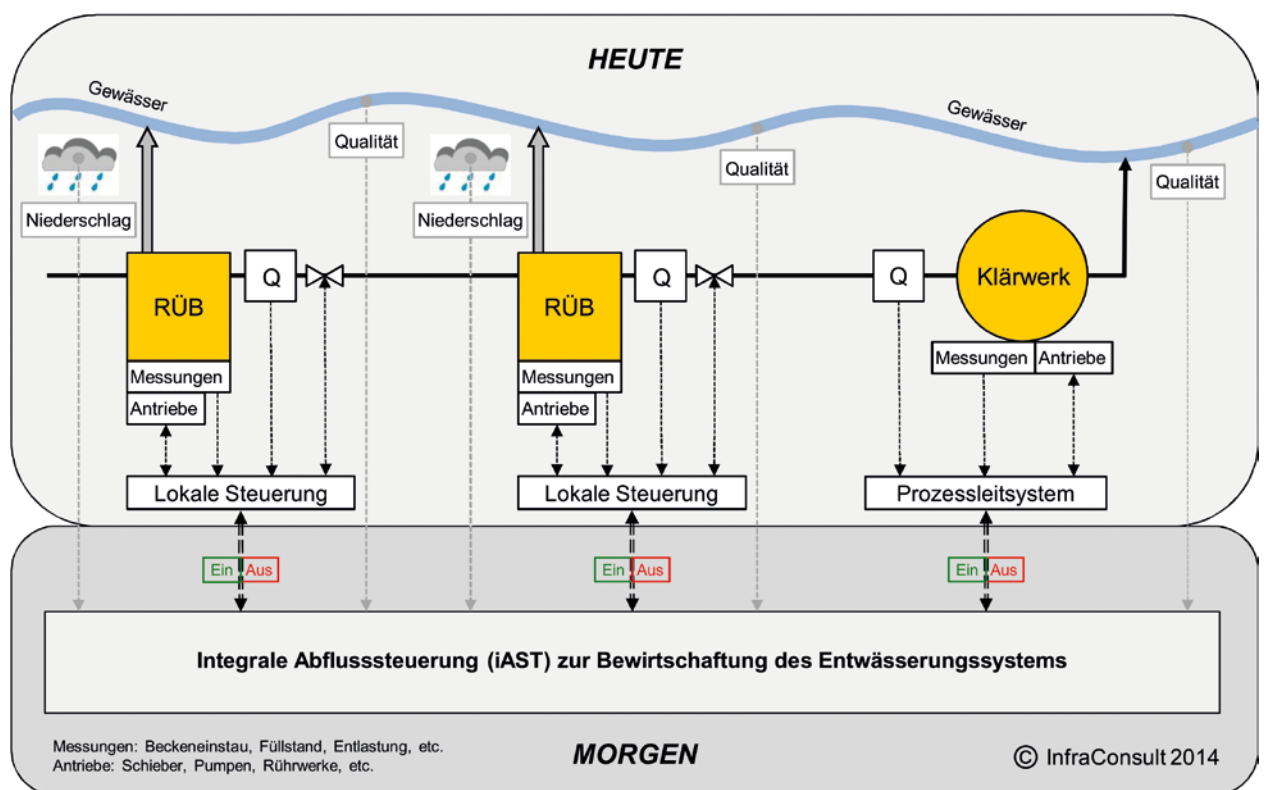 HEUTE
Gewässer
Gewässer
Qualität
Qualität
Qualität
Niederschlag
Niederschlag
RÜB
Q
RÜB
Q
Q
Klärwerk
Messungen
Antriebe
Messungen
Antriebe
Messungen
Antriebe
Lokale Steuerung
Lokale Steuerung
Prozessleitsystem
Ein Aus
Ein Aus
Ein Aus
Integrale Abflusssteuerung (iAST) zur Bewirtschaftung des Entwässerungssystems
Messungen: Beckeneinstau, Füllstand, Entlastung, etc.
Antriebe: Schieber, Pumpen, Rührwerke, etc.
MORGEN
© InfraConsult 2014